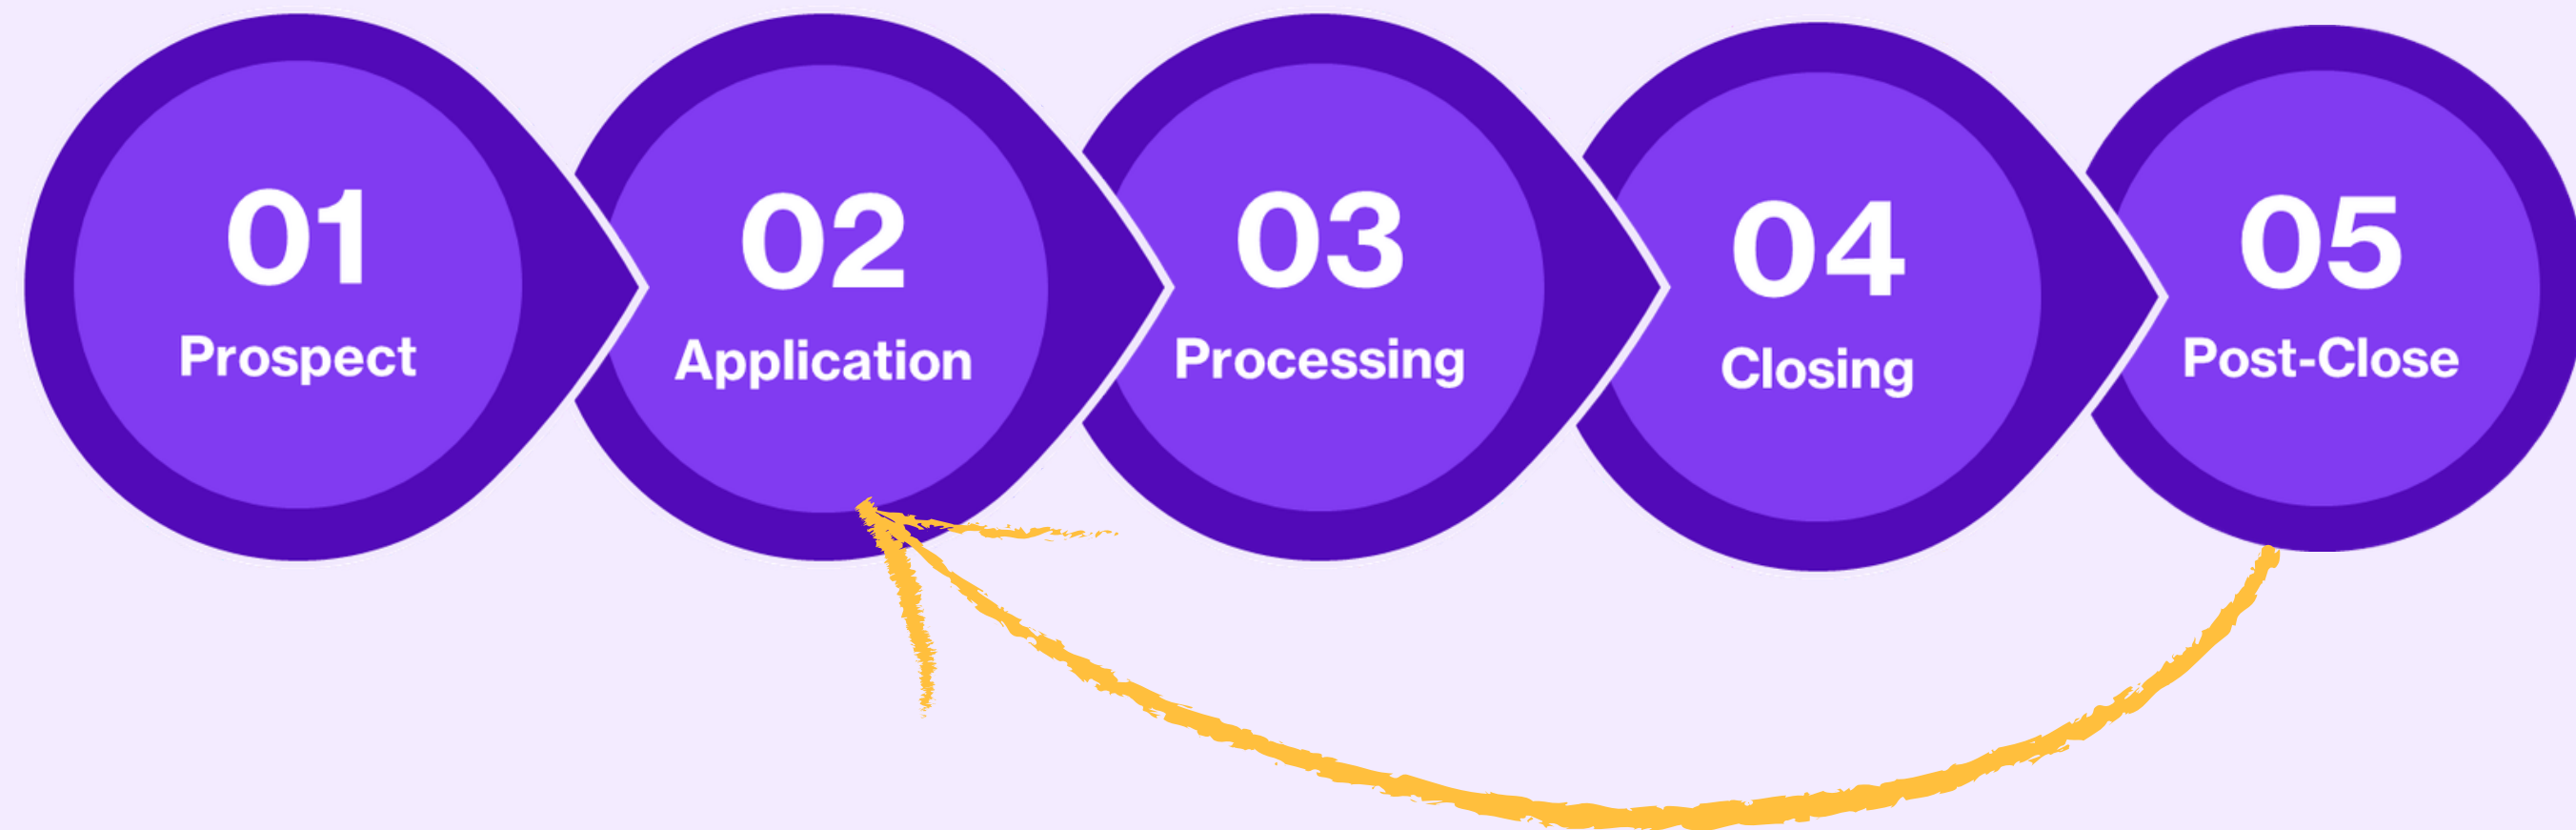 01
Prospect
02
Application
03
Processing
04
Closing
05
Post-Close